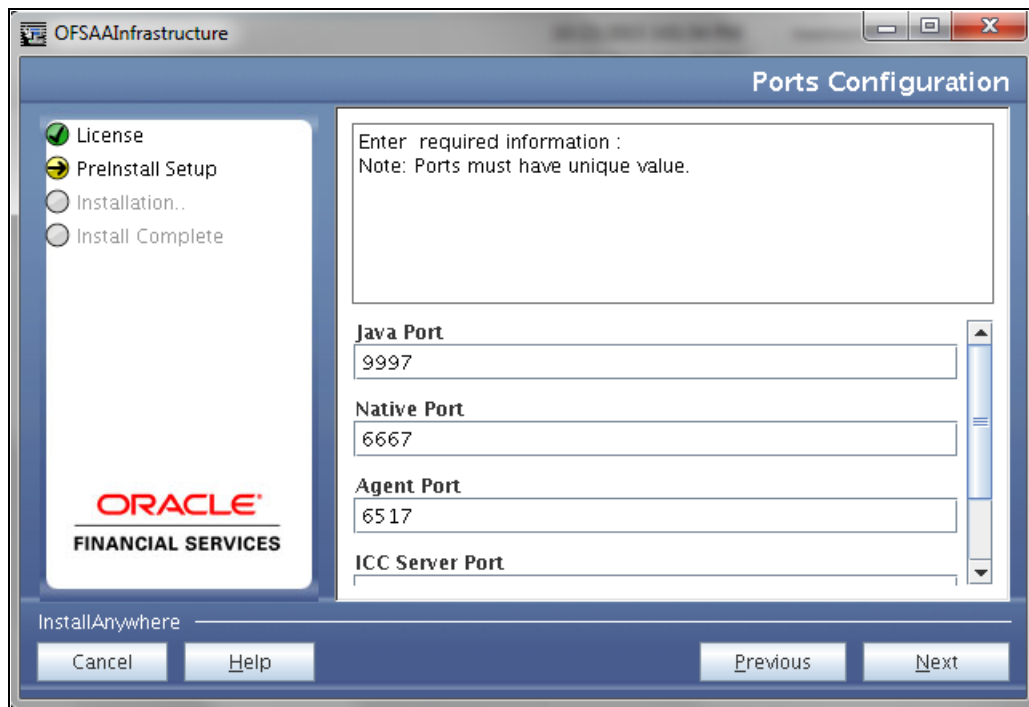 OFSAAInfrastructure
Ports Configuration
License
PreInstall Setup
Installation..
Install Complete
ORACLE
FINANCIAL SERVICES
Enter required information :
Note: Ports must have unique value.
Java Port
9997
Native Port
6667
Agent Port
6517
ICC Server Port
InstallAnywhere
Cancel
Help
Previous
Next